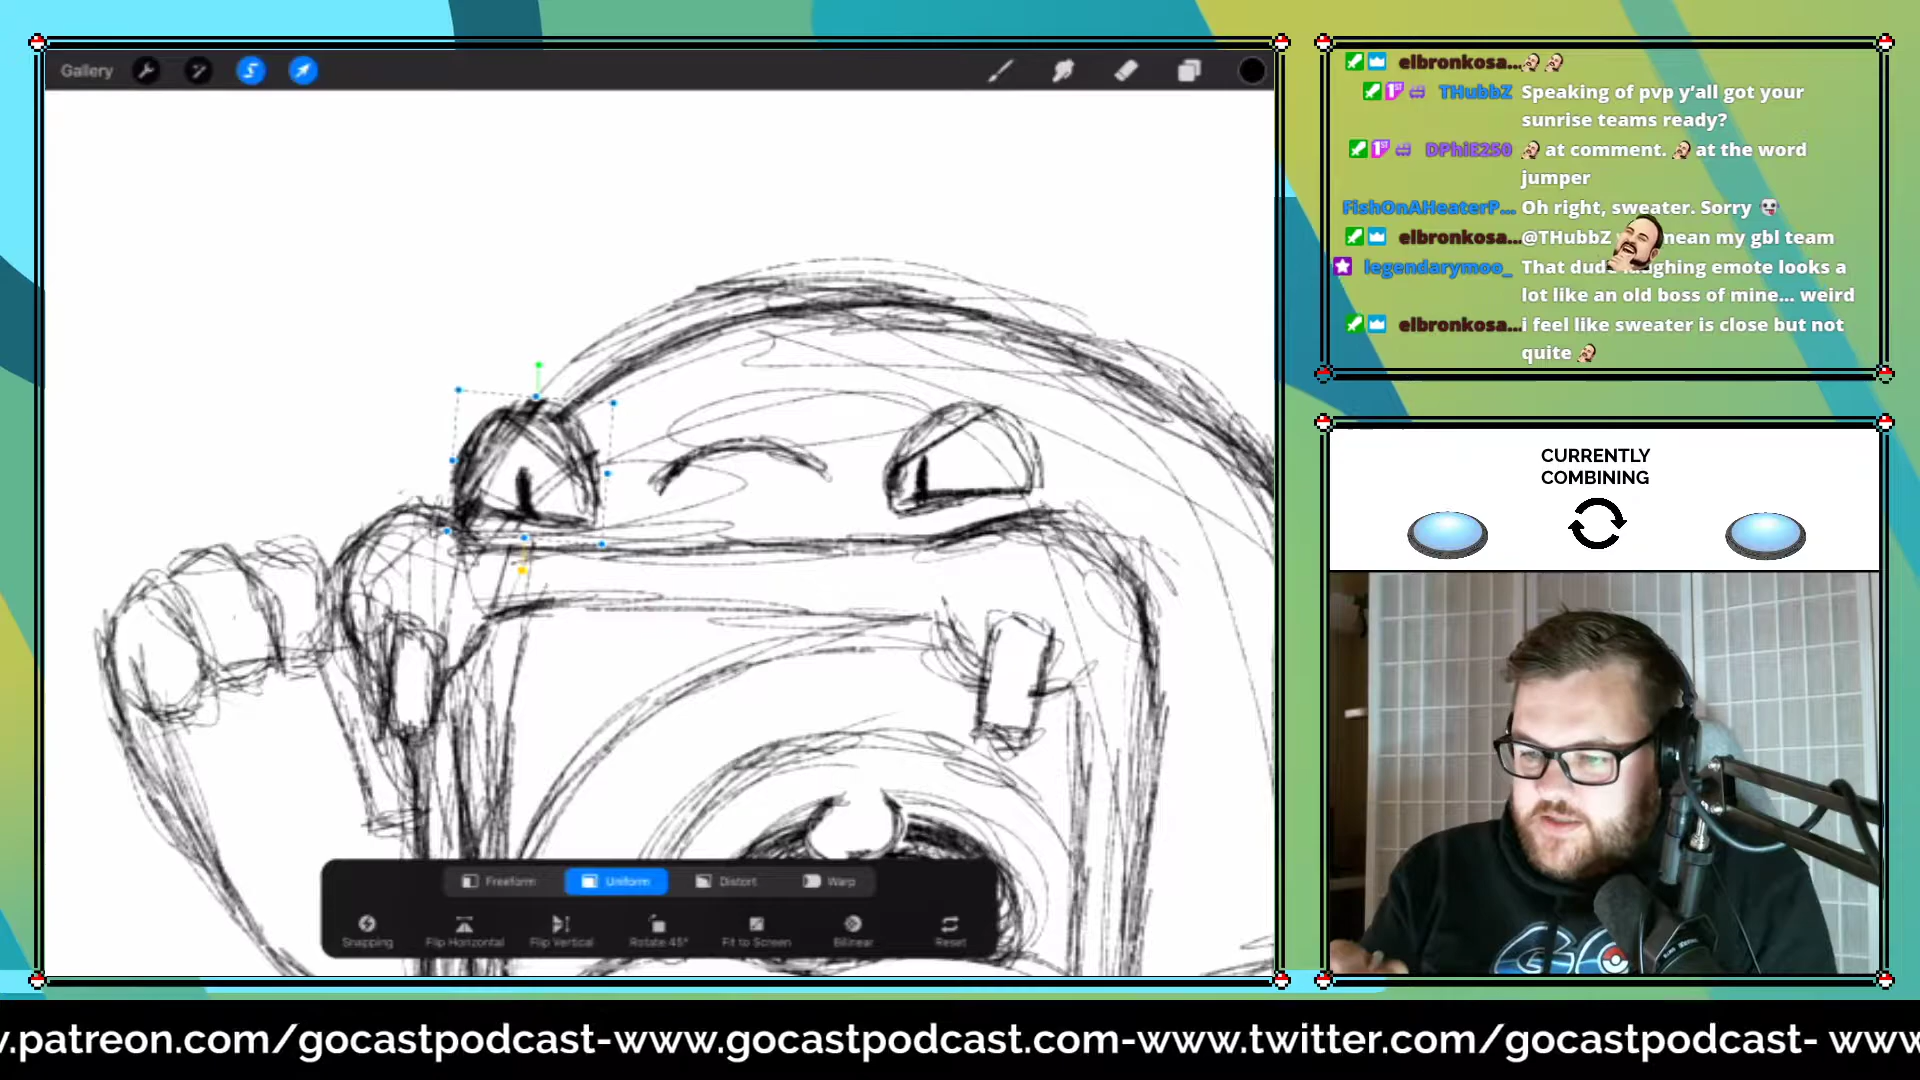 Gallery
elbronkosa...
THubbZ Speaking of pvp y'all got your
sunrise teams ready?
DPhiE250 at comment. at the word
jumper
FishOnAHeaterP... Oh right, sweater. Sorry
elbronkosa... @THubbZ mean my gbl team
legendarymoo_ That dude laughing emote looks a
lot like an old boss of mine... weird
elbronkosa... i feel like sweater is close but not
quite
CURRENTLY
COMBINING
Freeform Uniform Distort Warp
Snapping Flip Horizontal Flip Vertical Rotate 45° Fit to Screen Bilinear Reset
GO
.patreon.com/gocastpodcast-www.gocastpodcast.com-www.twitter.com/gocastpodcast- www